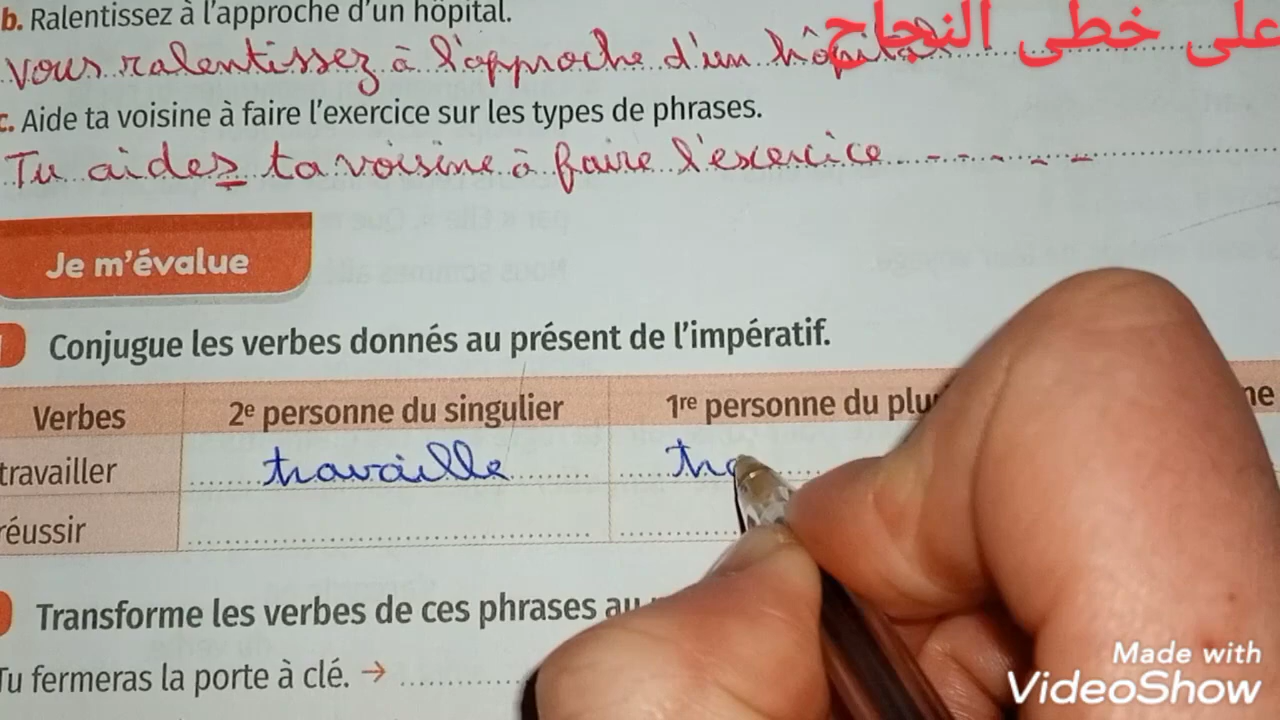 b. Ralentissez à l'approche d'un hôpital.
على خطى النجاح
vous ralentissez à l'approche d'un hôpital
c. Aide ta voisine à faire l'exercice sur les types de phrases.
Tu aides ta voisine à faire l'exercice
Je m'évalue
Conjugue les verbes donnés au présent de l'impératif.
Verbes 2e personne du singulier 1re personne du
travailler travaille
réussir
Transforme les verbes de ces phrases au
Tu fermeras la porte à clé. →
Made with
VideoShow